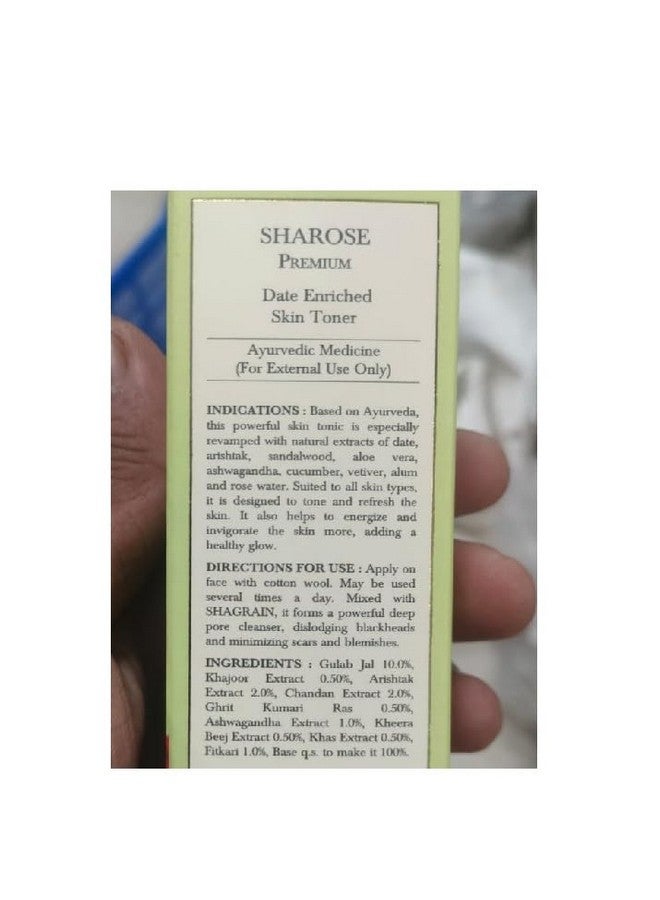 SHAROSE
PREMIUM
Date Enriched
Skin Toner
Ayurvedic Medicine
(For External Use Only)
INDICATIONS : Based on Ayurveda,
this powerful skin tonic is especially
revamped with natural extracts of date,
arishtak, sandalwood, aloe vera,
ashwagandha, cucumber, vetiver, alum
and rose water. Suited to all skin types,
it is designed to tone and refresh the
skin. It also helps to energize and
invigorate the skin more, adding a
healthy glow.
DIRECTIONS FOR USE : Apply on
face with cotton wool. May be used
several times a day. Mixed with
SHAGRAIN, it forms a powerful deep
pore cleanser, dislodging blackheads
and minimizing scars and blemishes.
INGREDIENTS : Gulab Jal 10.0%,
Khajoor Extract 0.50%, Arishtak
Extract 2.0%, Chandan Extract 2.0%,
Ghrit Kumari Ras 0.50%,
Ashwagandha Extract 1.0%, Kheera
Beej Extract 0.50%, Khas Extract 0.50%,
Fitkari 1.0%, Base q.s. to make it 100%.